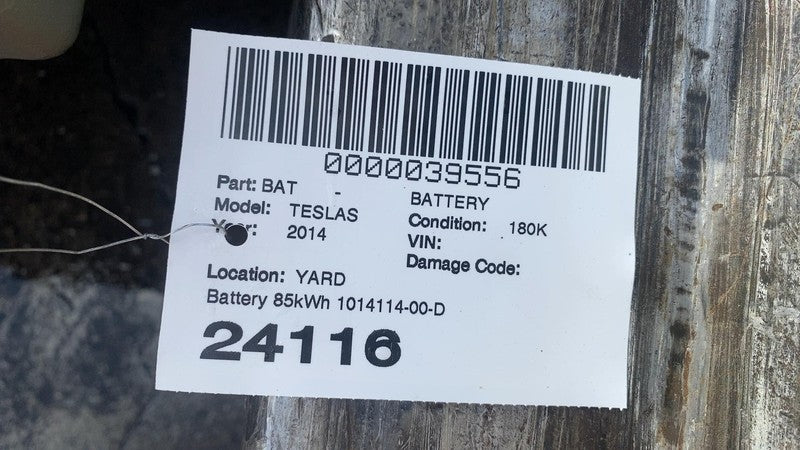 0000039556
Part: BAT - BATTERY
Model: TESLAS Condition: 180K
Year: 2014 VIN:
Damage Code:
Location: YARD
Battery 85kWh 1014114-00-D
24116